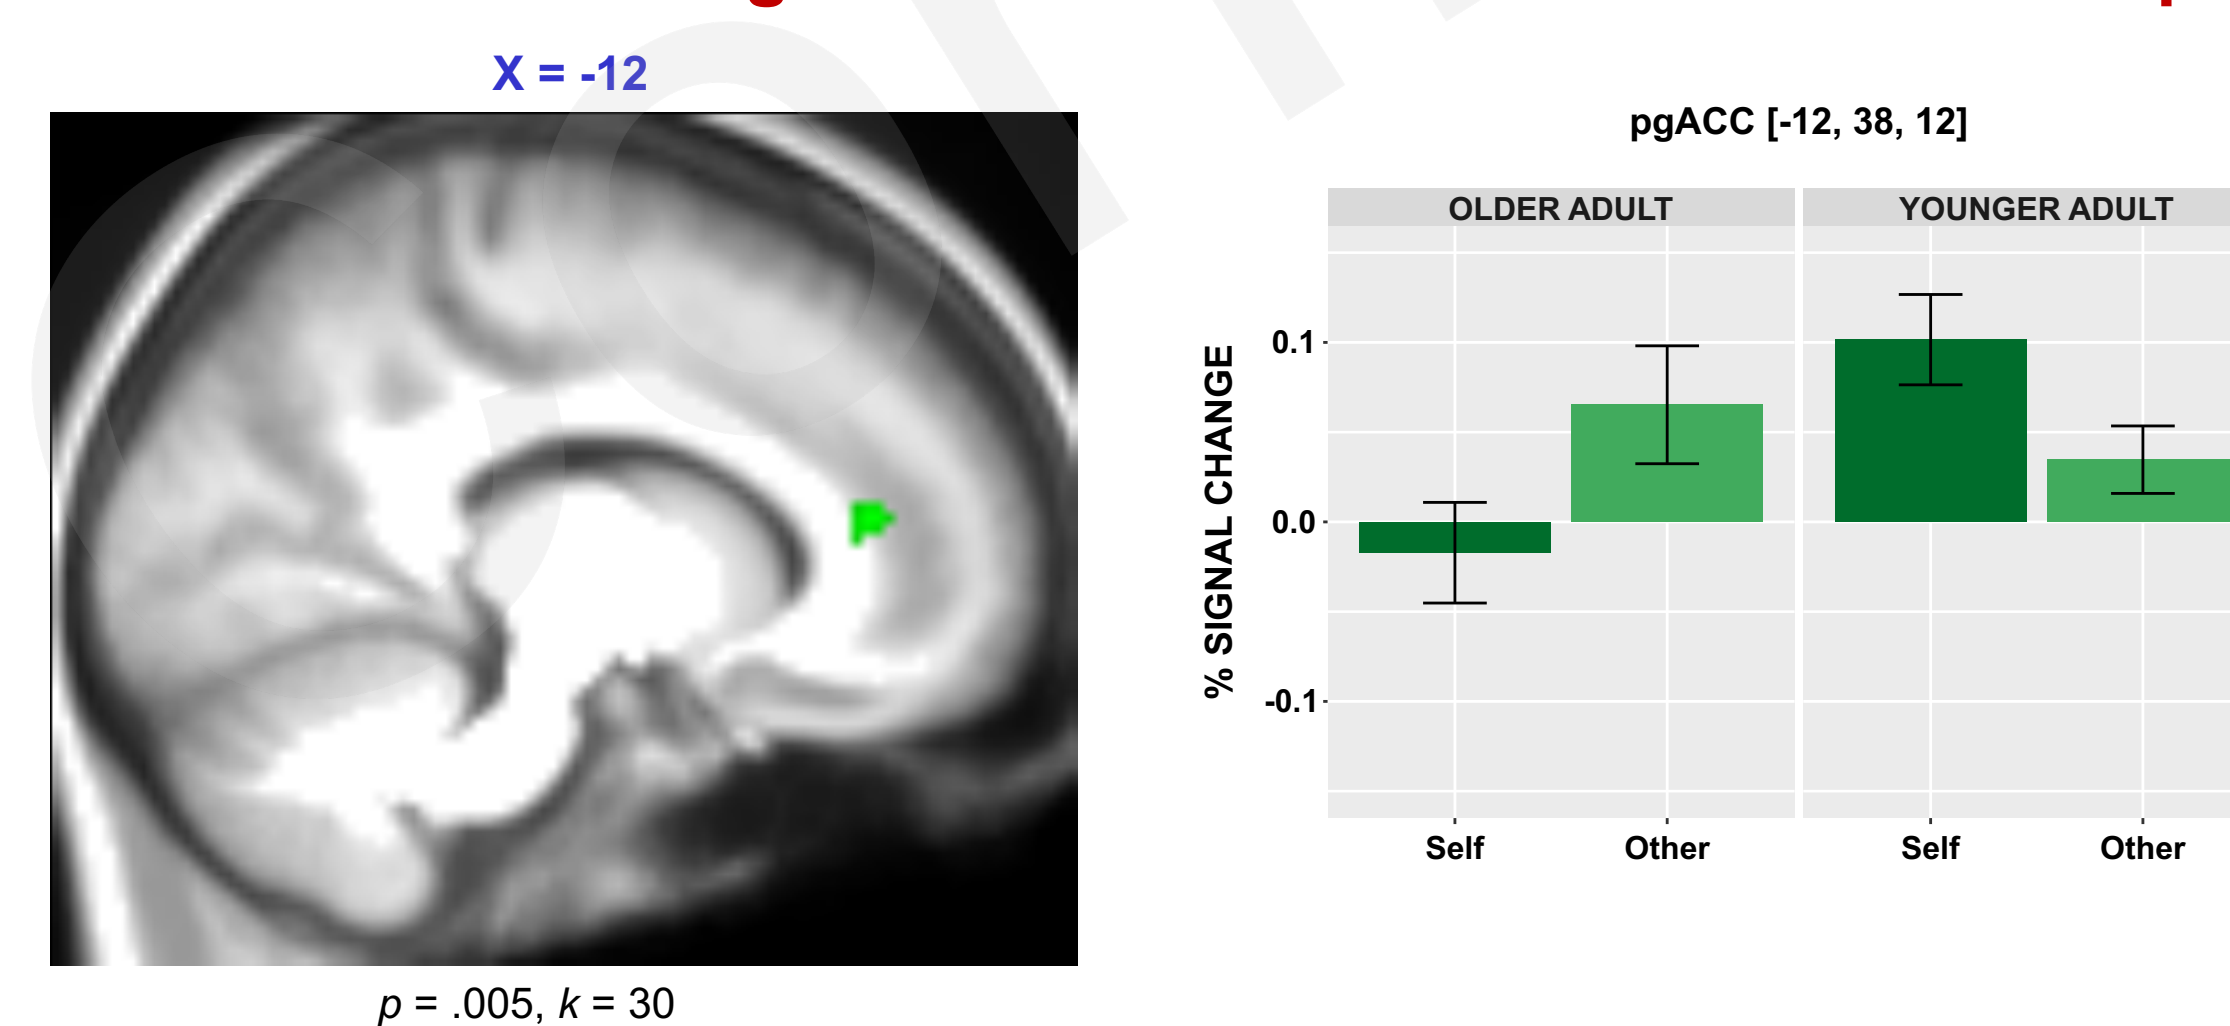 X = -12
p = .005, k = 30
pgACC [-12, 38, 12]
OLDER ADULT
YOUNGER ADULT
% SIGNAL CHANGE
0.1
0.0
-0.1
Self
Other
Self
Other